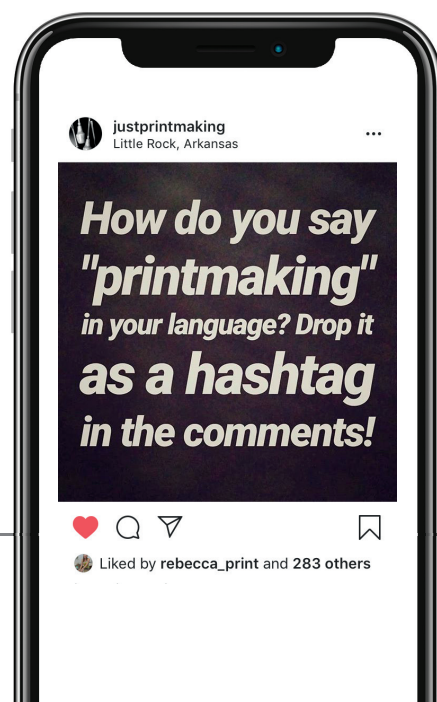 justprintmaking
Little Rock, Arkansas
How do you say
"printmaking"
in your language? Drop it
as a hashtag
in the comments!
Liked by rebecca_print and 283 others